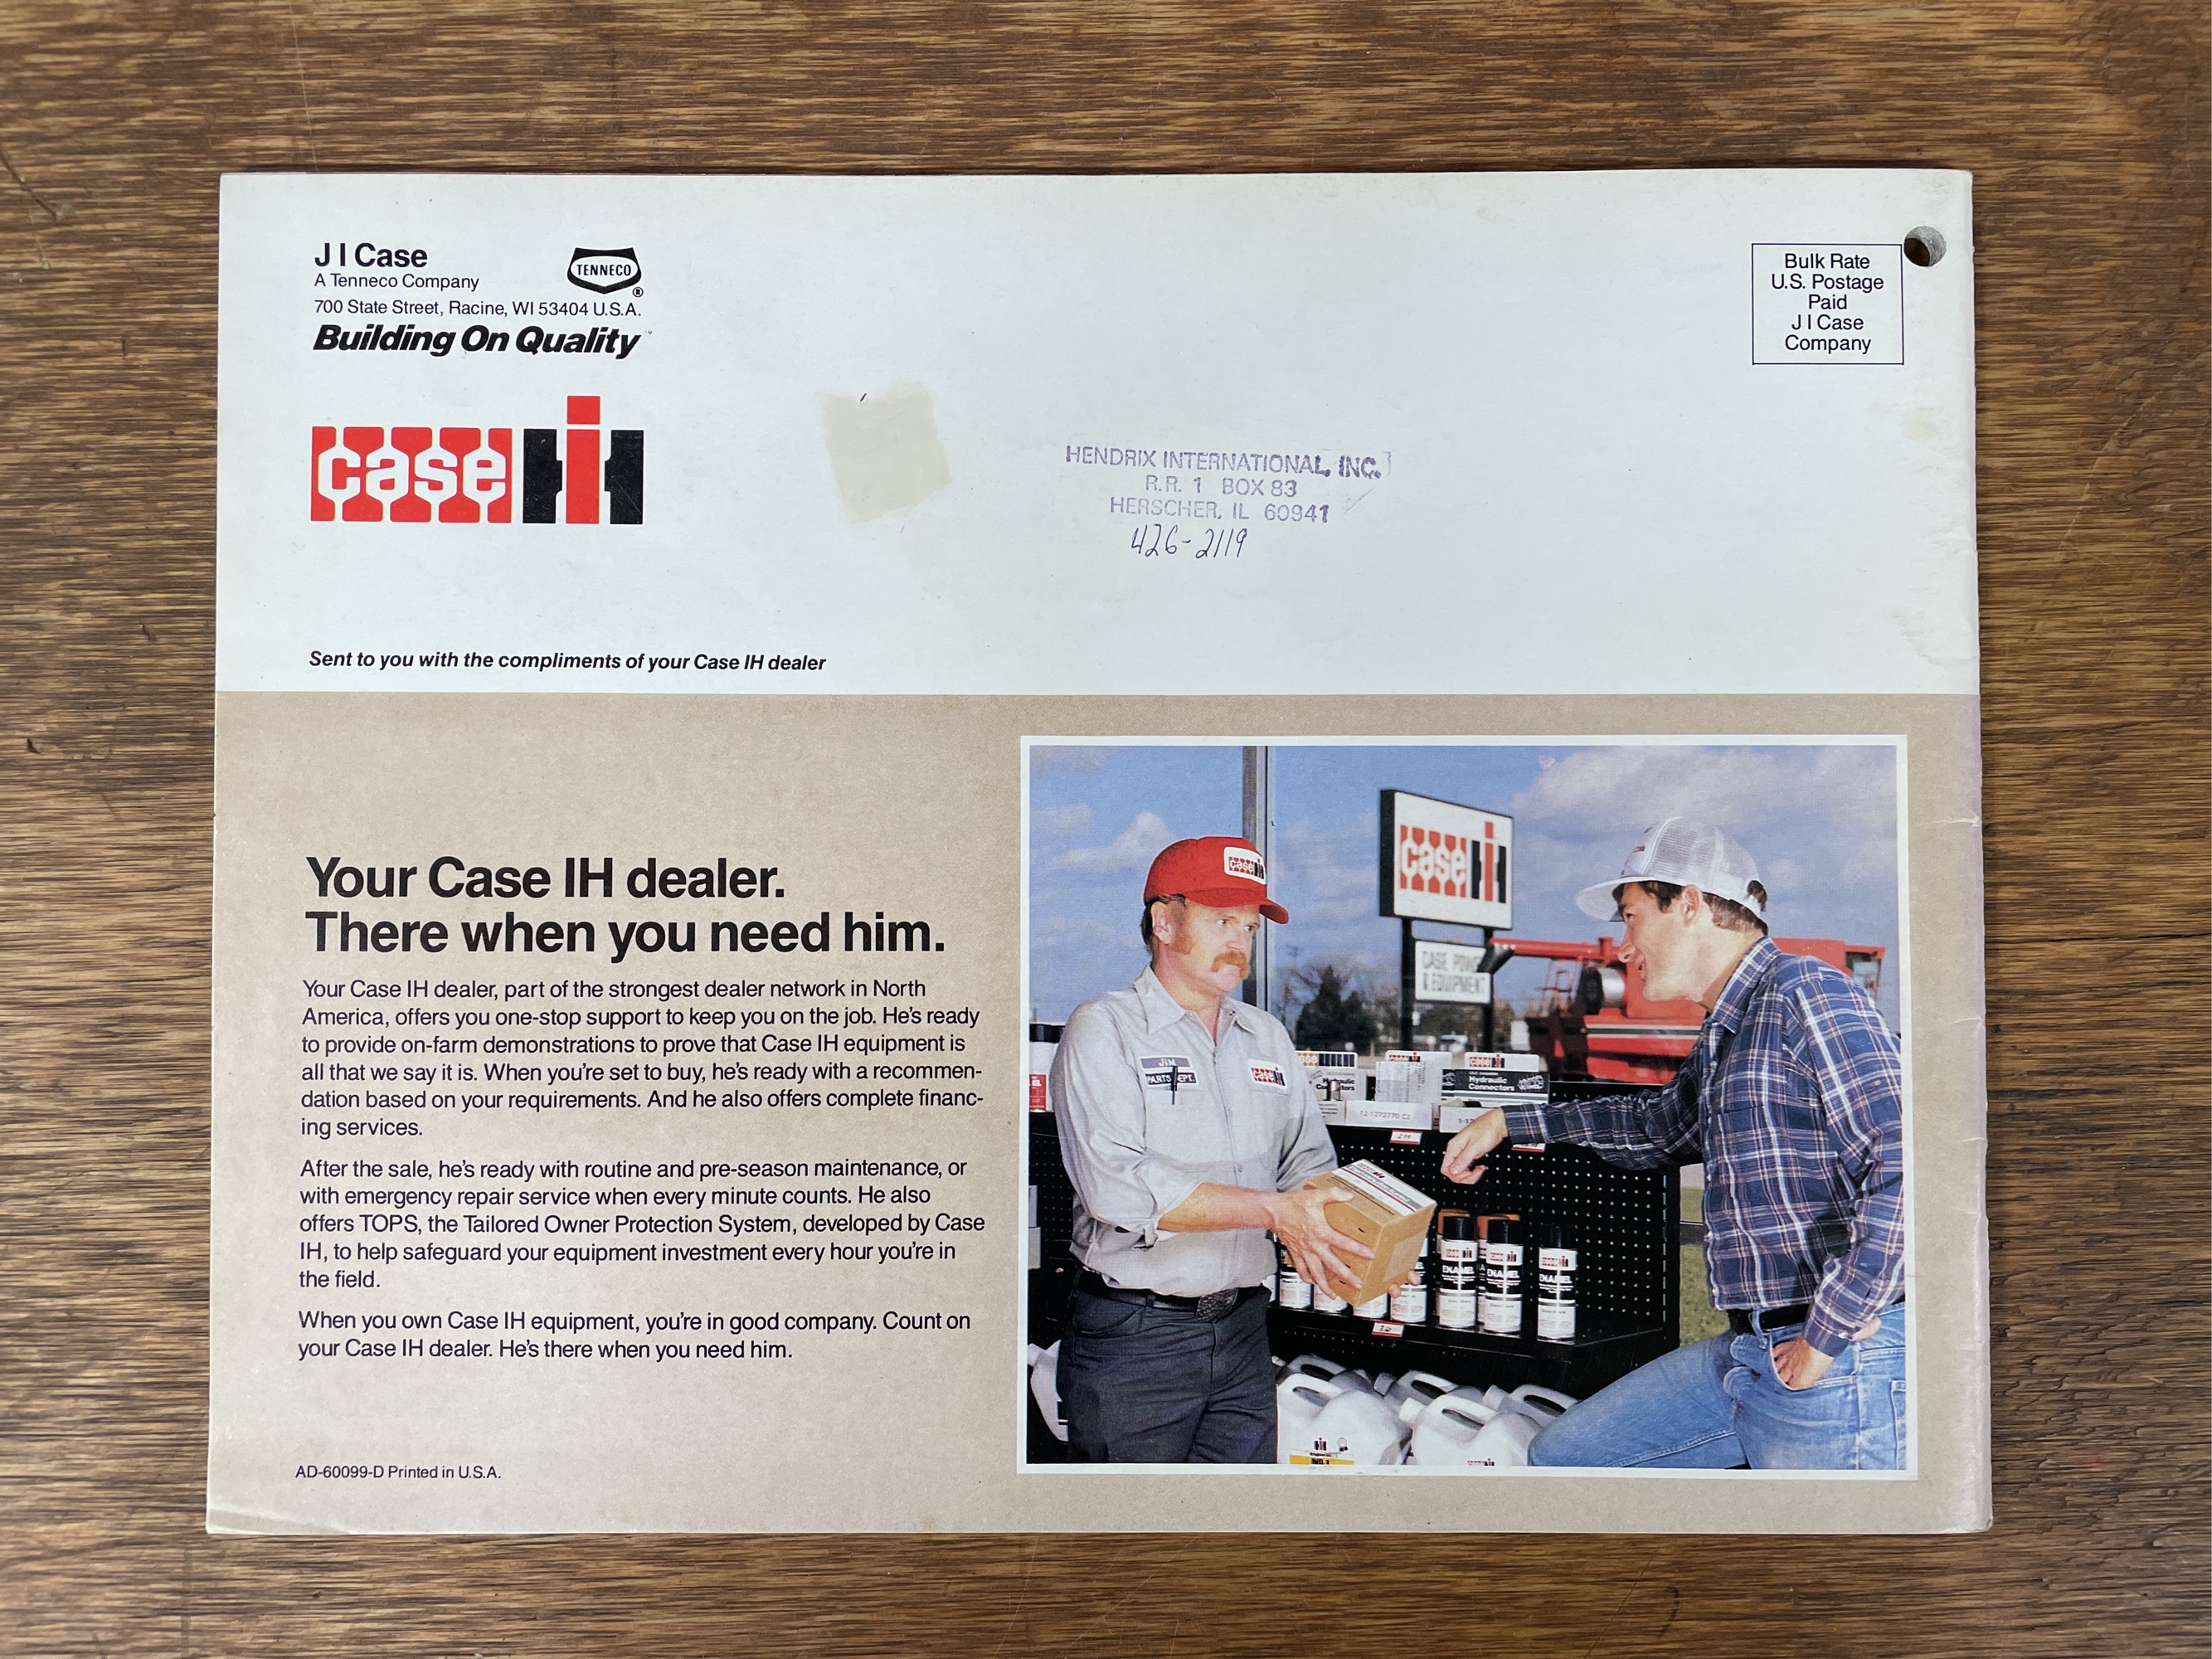 J I Case
A Tenneco Company
TENNECO
®
700 State Street, Racine, WI 53404 U.S.A.
Building On Quality™
case IH
Bulk Rate
U.S. Postage
Paid
J I Case
Company
HENDRIX INTERNATIONAL, INC.
R.R. 1 BOX 83
HERSCHER, IL 60941
426-2119
Sent to you with the compliments of your Case IH dealer
Your Case IH dealer.
There when you need him.
Your Case IH dealer, part of the strongest dealer network in North
America, offers you one-stop support to keep you on the job. He's ready
to provide on-farm demonstrations to prove that Case IH equipment is
all that we say it is. When you're set to buy, he's ready with a recommen-
dation based on your requirements. And he also offers complete financ-
ing services.
After the sale, he's ready with routine and pre-season maintenance, or
with emergency repair service when every minute counts. He also
offers TOPS, the Tailored Owner Protection System, developed by Case
IH, to help safeguard your equipment investment every hour you're in
the field.
When you own Case IH equipment, you're in good company. Count on
your Case IH dealer. He's there when you need him.
AD-60099-D Printed in U.S.A.
case IH
case IH
CASE POWER
& EQUIPMENT
JIM
PARTS DEPT.
case IH
Hydraulic
Connectors
ENAMEL
ENAMEL
ENAMEL